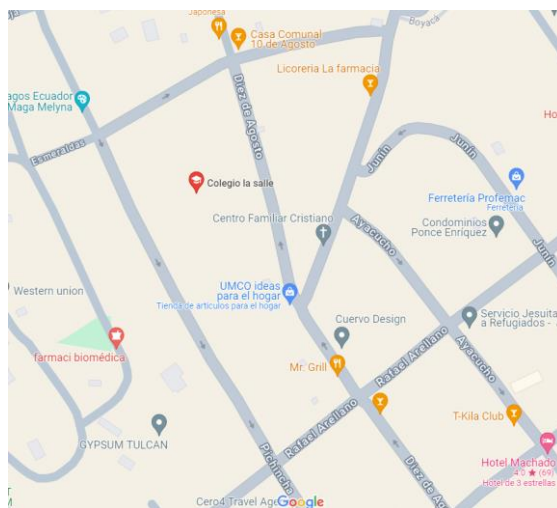 Japonesa
Boyaca
Casa Comunal
10 de Agosto
Licoreria La farmacia
agos Ecuador
Maga Melyna
Diez de Agosto
Ho
Esmeraldas
Junín
Junín
Colegio la salle
Ferretería Profemac
Ferretería
Centro Familiar Cristiano
Ayacucho
Condominios
Ponce Enriquez
Junín
Western union
UMCO ideas
para el hogar
Tienda de artículos para el hogar
Cuervo Design
Servicio Jesuita
a Refugiados -
farmaci biomédica
Mr. Grill
Rafael Arellano
Ayacucho
GYPSUM TULCAN
Pichincha
Rafael Arellano
T-Kila Club
Diez de
Hotel Machado
4.0 ★ (69)
Hotel de 3 estrellas
Cero4 Travel Age
Google